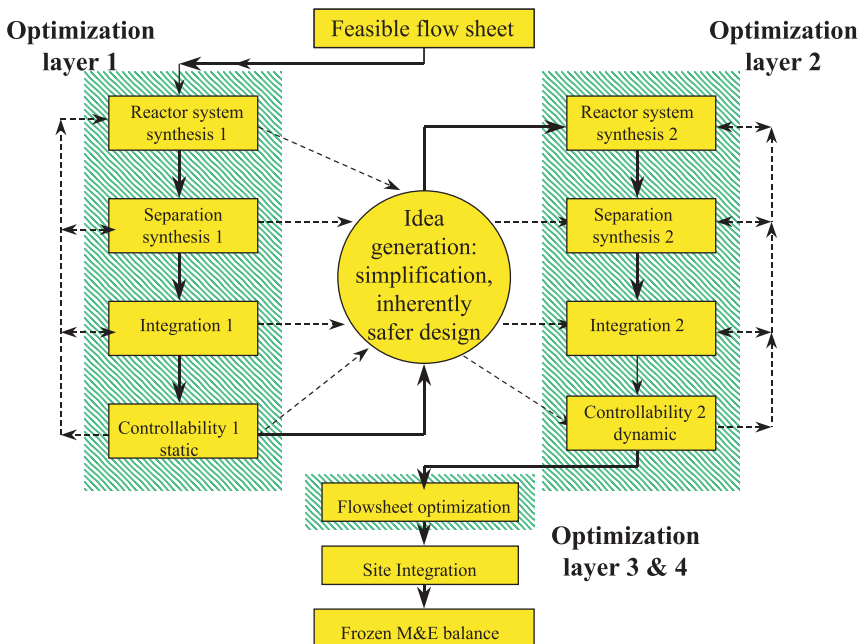 Feasible flow sheet
Optimization
layer 1
Optimization
layer 2
Reactor system
synthesis 1
Separation
synthesis 1
Integration 1
Controllability 1
static
Idea
generation:
simplification,
inherently
safer design
Reactor system
synthesis 2
Separation
synthesis 2
Integration 2
Controllability 2
dynamic
Flowsheet optimization
Optimization
layer 3 & 4
Site Integration
Frozen M&E balance